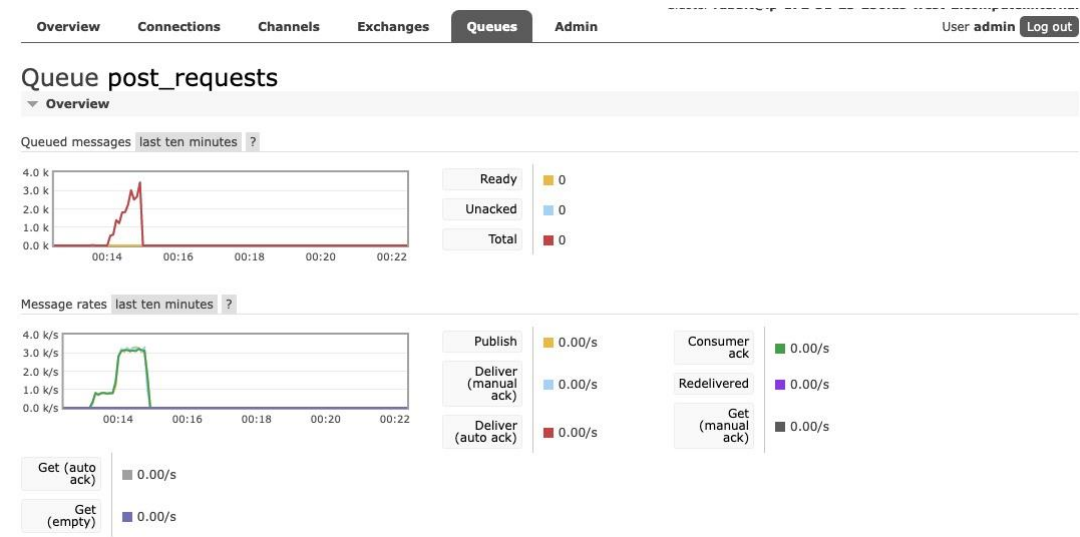 Overview Connections Channels Exchanges Queues Admin User admin Log out
Queue post_requests
Overview
Queued messages last ten minutes ?
4.0 k
3.0 k
2.0 k
1.0 k
0.0 k
00:14 00:16 00:18 00:20 00:22
Ready 0
Unacked 0
Total 0
Message rates last ten minutes ?
4.0 k/s
3.0 k/s
2.0 k/s
1.0 k/s
0.0 k/s
00:14 00:16 00:18 00:20 00:22
Publish 0.00/s
Deliver
(manual
ack) 0.00/s
Deliver
(auto ack) 0.00/s
Consumer
ack 0.00/s
Redelivered 0.00/s
Get
(manual
ack) 0.00/s
Get (auto
ack) 0.00/s
Get
(empty) 0.00/s